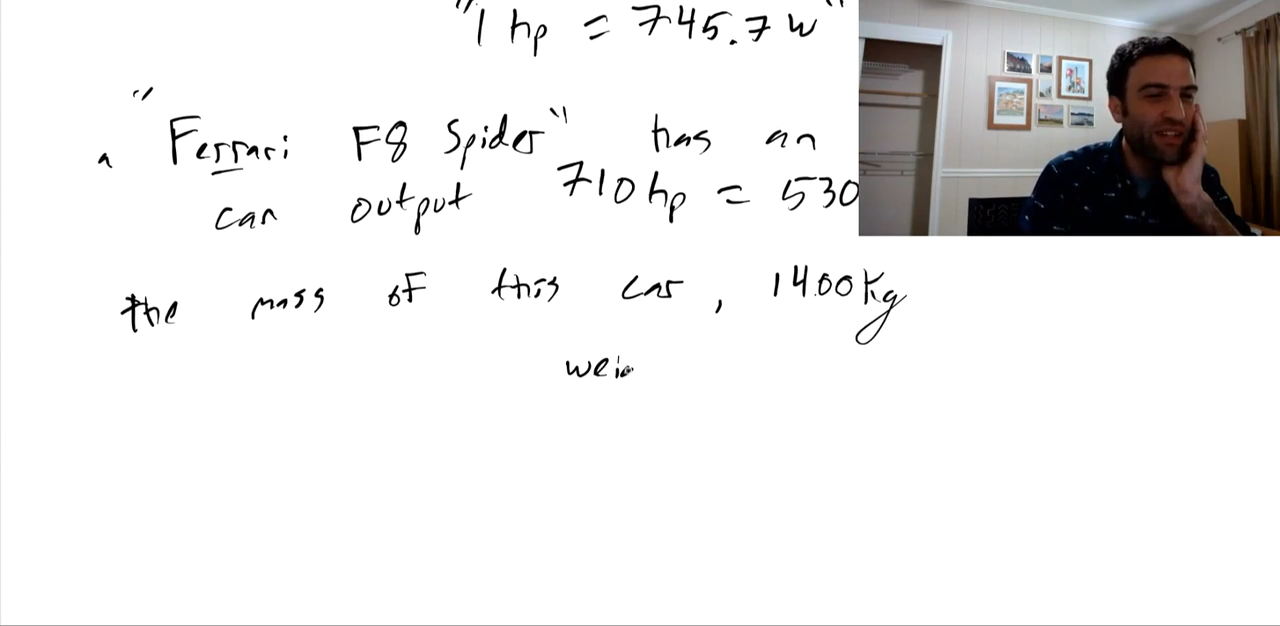 "1 hp = 745.7 W"
a "Ferrari F8 Spider" has an
can output 710 hp = 530
the mass of this car, 1400 Kg
wei